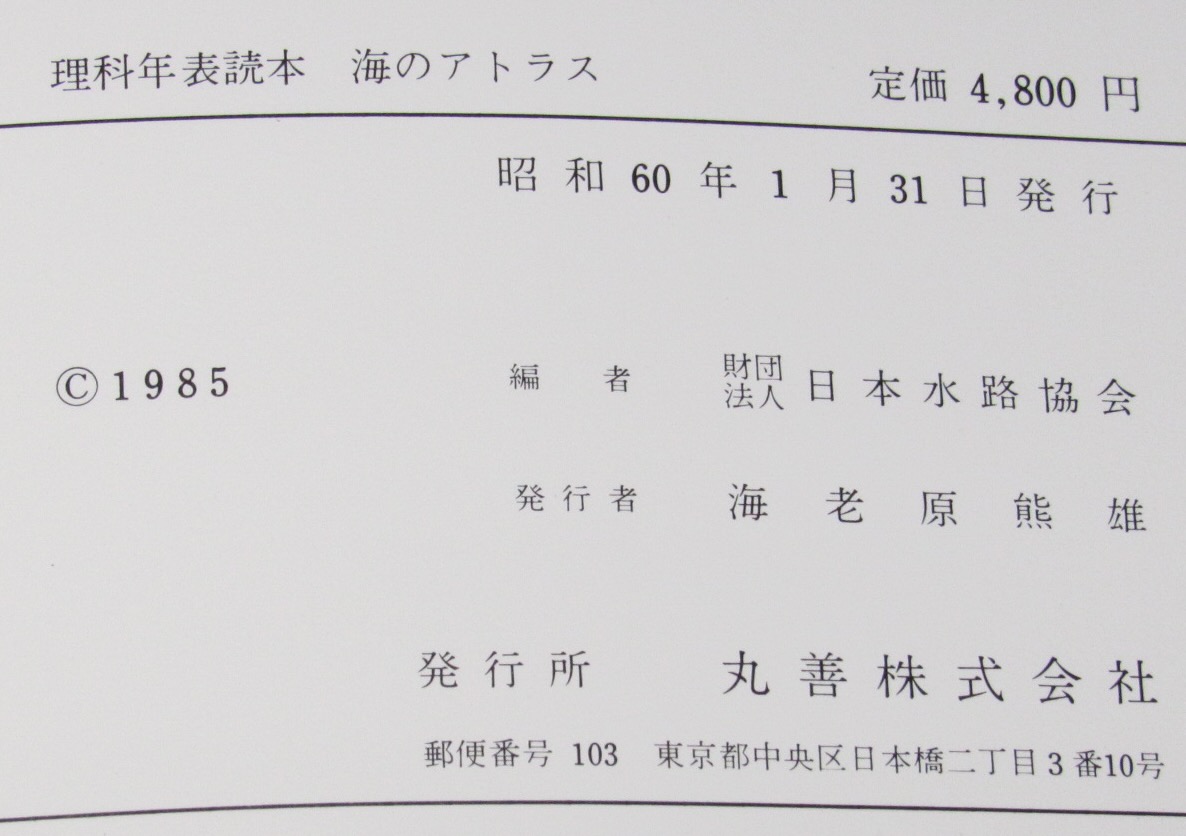 理科年表読本　海のアトラス　定価 4,800 円
昭和 60 年 1 月 31 日発行
©1985　編者　財団法人 日本水路協会
発行者　海老原熊雄
発行所　丸善株式会社
郵便番号 103　東京都中央区日本橋二丁目3番10号